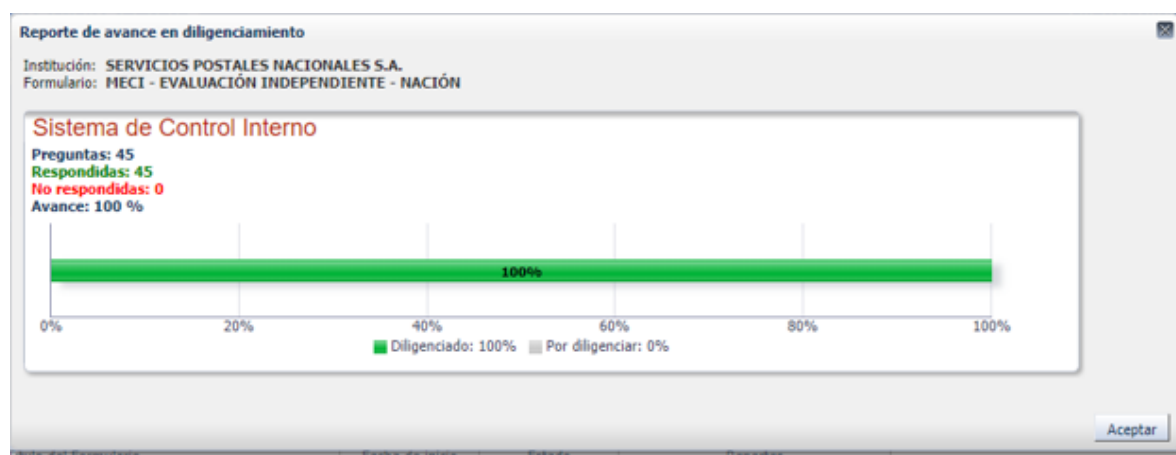 Reporte de avance en diligenciamiento
Institución: SERVICIOS POSTALES NACIONALES S.A.
Formulario: MECI - EVALUACIÓN INDEPENDIENTE - NACIÓN
Sistema de Control Interno
Preguntas: 45
Respondidas: 45
No respondidas: 0
Avance: 100 %
100%
0% 20% 40% 60% 80% 100%
Diligenciado: 100% Por diligenciar: 0%
Aceptar